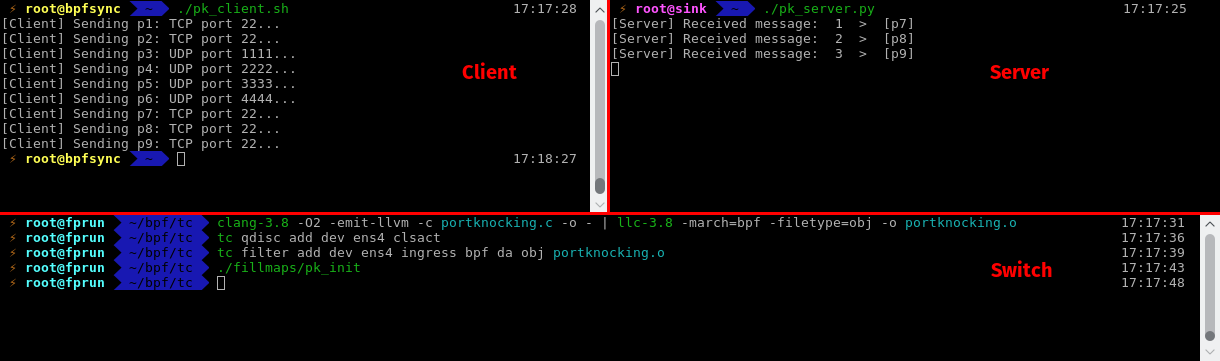 ⚡ root@bpfsync ~ ./pk_client.sh 17:17:28
[Client] Sending p1: TCP port 22...
[Client] Sending p2: TCP port 22...
[Client] Sending p3: UDP port 1111...
[Client] Sending p4: UDP port 2222...
[Client] Sending p5: UDP port 3333...
[Client] Sending p6: UDP port 4444...
[Client] Sending p7: TCP port 22...
[Client] Sending p8: TCP port 22...
[Client] Sending p9: TCP port 22...
⚡ root@bpfsync ~ 17:18:27
Client
⚡ root@sink ~ ./pk_server.py 17:17:25
[Server] Received message: 1 > [p7]
[Server] Received message: 2 > [p8]
[Server] Received message: 3 > [p9]
Server
⚡ root@fprun ~/bpf/tc clang-3.8 -O2 -emit-llvm -c portknocking.c -o - | llc-3.8 -march=bpf -filetype=obj -o portknocking.o 17:17:31
⚡ root@fprun ~/bpf/tc tc qdisc add dev ens4 clsact 17:17:36
⚡ root@fprun ~/bpf/tc tc filter add dev ens4 ingress bpf da obj portknocking.o 17:17:39
⚡ root@fprun ~/bpf/tc ./fillmaps/pk_init 17:17:43
⚡ root@fprun ~/bpf/tc 17:17:48
Switch